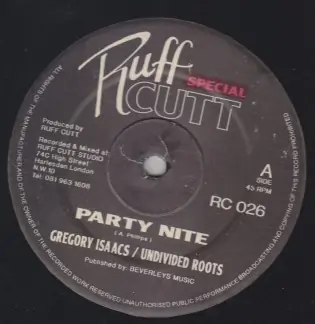 Ruff
SPECIAL
CUTT
Produced by
RUFF CUTT
Recorded & Mixed at
RUFF CUTT STUDIO
74C High Street
Harlesden London
N.W.10
Tel: 081 963 1606
A
SIDE
45 RPM
RC 026
PARTY NITE
( A. Phillips )
GREGORY ISAACS / UNDIVIDED ROOTS
Published by: BEVERLEYS MUSIC
ALL RIGHTS OF THE MANUFACTURER AND OF THE OWNER OF THE RECORDED WORK RESERVED UNAUTHORISED PUBLIC PERFORMANCE BROADCASTING AND COPYING OF THIS RECORD PROHIBITED